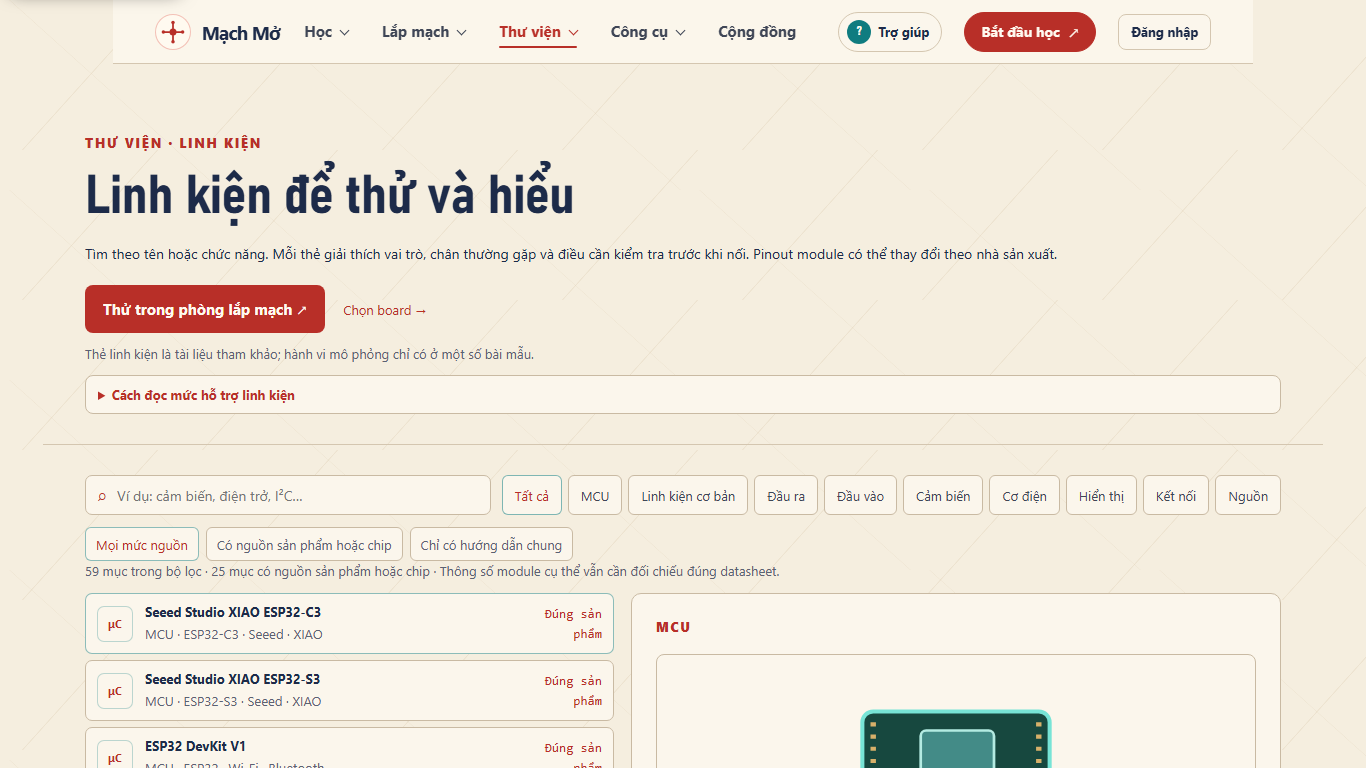 Mạch Mở
Học
Lắp mạch
Thư viện
Công cụ
Cộng đồng
? Trợ giúp
Bắt đầu học ↗
Đăng nhập
THƯ VIỆN · LINH KIỆN
Linh kiện để thử và hiểu
Tìm theo tên hoặc chức năng. Mỗi thẻ giải thích vai trò, chân thường gặp và điều cần kiểm tra trước khi nối. Pinout module có thể thay đổi theo nhà sản xuất.
Thử trong phòng lắp mạch ↗
Chọn board →
Thẻ linh kiện là tài liệu tham khảo; hành vi mô phỏng chỉ có ở một số bài mẫu.
▶ Cách đọc mức hỗ trợ linh kiện
Ví dụ: cảm biến, điện trở, I²C...
Tất cả
MCU
Linh kiện cơ bản
Đầu ra
Đầu vào
Cảm biến
Cơ điện
Hiển thị
Kết nối
Nguồn
Mọi mức nguồn
Có nguồn sản phẩm hoặc chip
Chỉ có hướng dẫn chung
59 mục trong bộ lọc · 25 mục có nguồn sản phẩm hoặc chip · Thông số module cụ thể vẫn cần đối chiếu đúng datasheet.
µC
Seeed Studio XIAO ESP32-C3
MCU · ESP32-C3 · Seeed · XIAO
Đúng sản
phẩm
µC
Seeed Studio XIAO ESP32-S3
MCU · ESP32-S3 · Seeed · XIAO
Đúng sản
phẩm
µC
ESP32 DevKit V1
MCU · ESP32 · Wi-Fi · Bluetooth
Đúng sản
phẩm
MCU